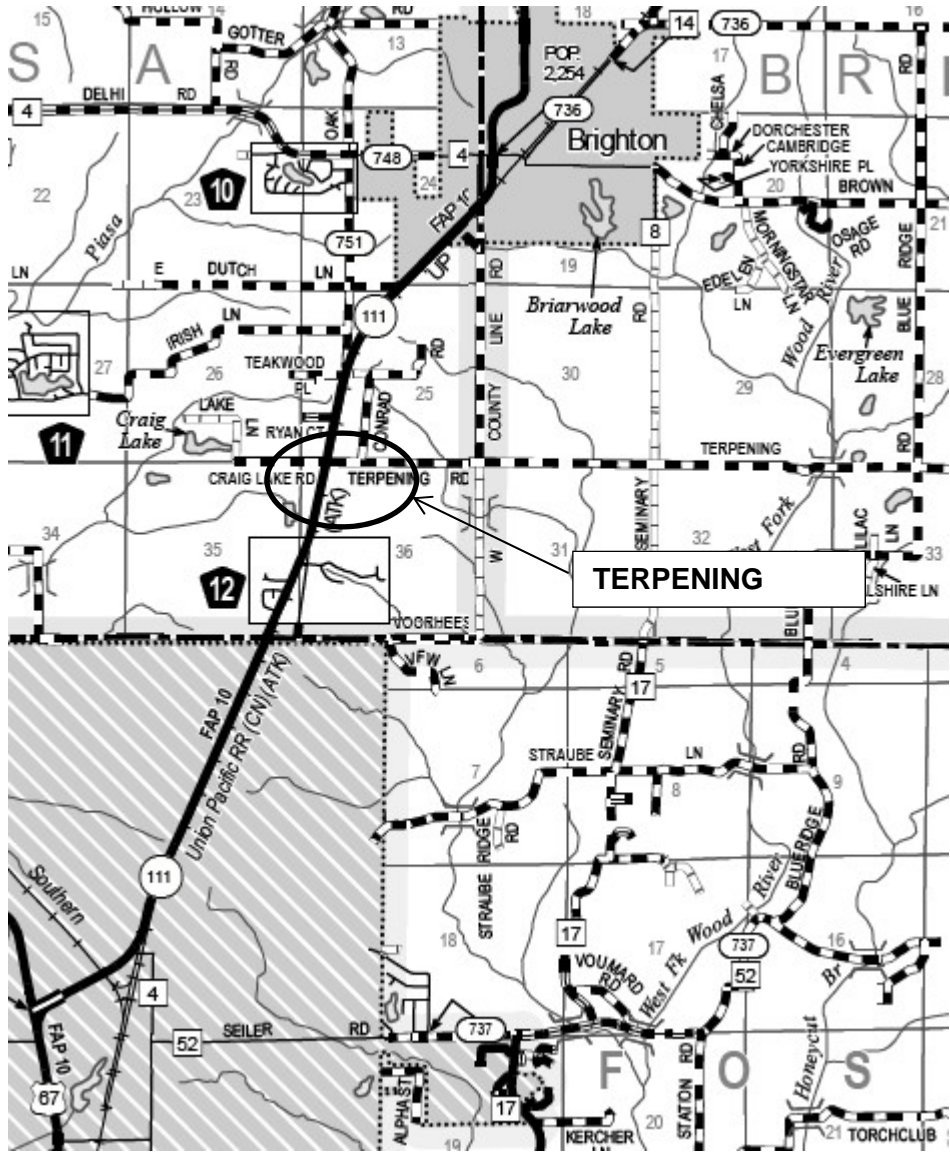 HOLLOW
15
14
GOTTER
RD
RD
13
18
14
736
16
S
A
RD
POP.
2,254
17
B
R
4
DELHI
RD
OAK
736
CHELSA
RD
748
4
Brighton
DORCHESTER
CAMBRIDGE
YORKSHIRE PL
22
10
23
24
20
BROWN
Piasa
751
FAP 10
8
21
LN
E
DUTCH
LN
UP
RD
19
MORNINGSTAR
LN
OSAGE
RD
RIDGE
EDELEN
LN
111
LINE
Briarwood
Lake
RD
Wood River
BLUE
IRISH
LN
Evergreen
Lake
27
26
TEAKWOOD
PL
RD
25
30
29
28
Craig
Lake
LAKE
LN
RYAN CT
CONRAD
COUNTY
TERPENING
RD
11
CRAIG LAKE RD
TERPENING
RD
(ATK)
SEMINARY
Fork
LILAC
LN
34
35
36
31
32
33
12
W
TERPENING
LSHIRE LN
VOORHEES
BLU
VFW
LN
6
5
4
RD
17
FAP 10
Union Pacific RR (CN) (ATK)
SEMINARY
STRAUBE
LN
RD
7
8
9
STRAUBE RIDGE
RD
BLUERIDGE
111
Southern
18
17
17
West Fk Wood River
737
16
VOUMARD
RD
52
Br
4
FAP 10
52
SEILER
RD
737
67
F
O
S
Honeycut
ALPHA ST
17
STATION
RD
19
20
KERCHER
LN
21
TORCHCLUB